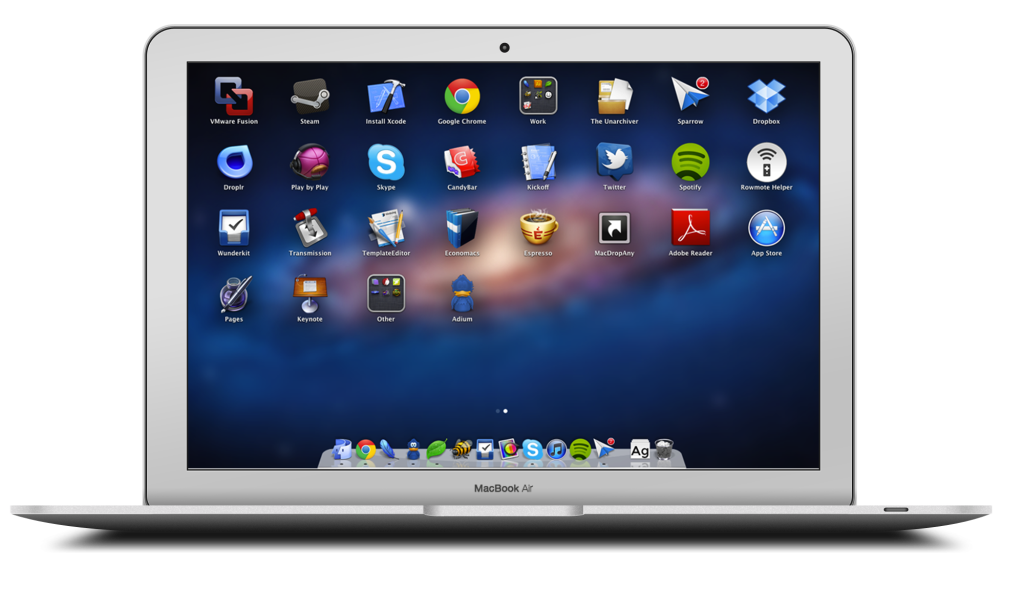 VMware Fusion
Steam
Install Xcode
Google Chrome
Work
The Unarchiver
2
Sparrow
Dropbox
Droplr
Play by Play
S
Skype
C
CandyBar
Kickoff
Twitter
Spotify
Rowmote Helper
Wunderkit
Transmission
TemplateEditor
Economacs
Espresso
MacDropAny
Adobe Reader
App Store
Pages
Keynote
Other
Adium
S
Ag
MacBook Air